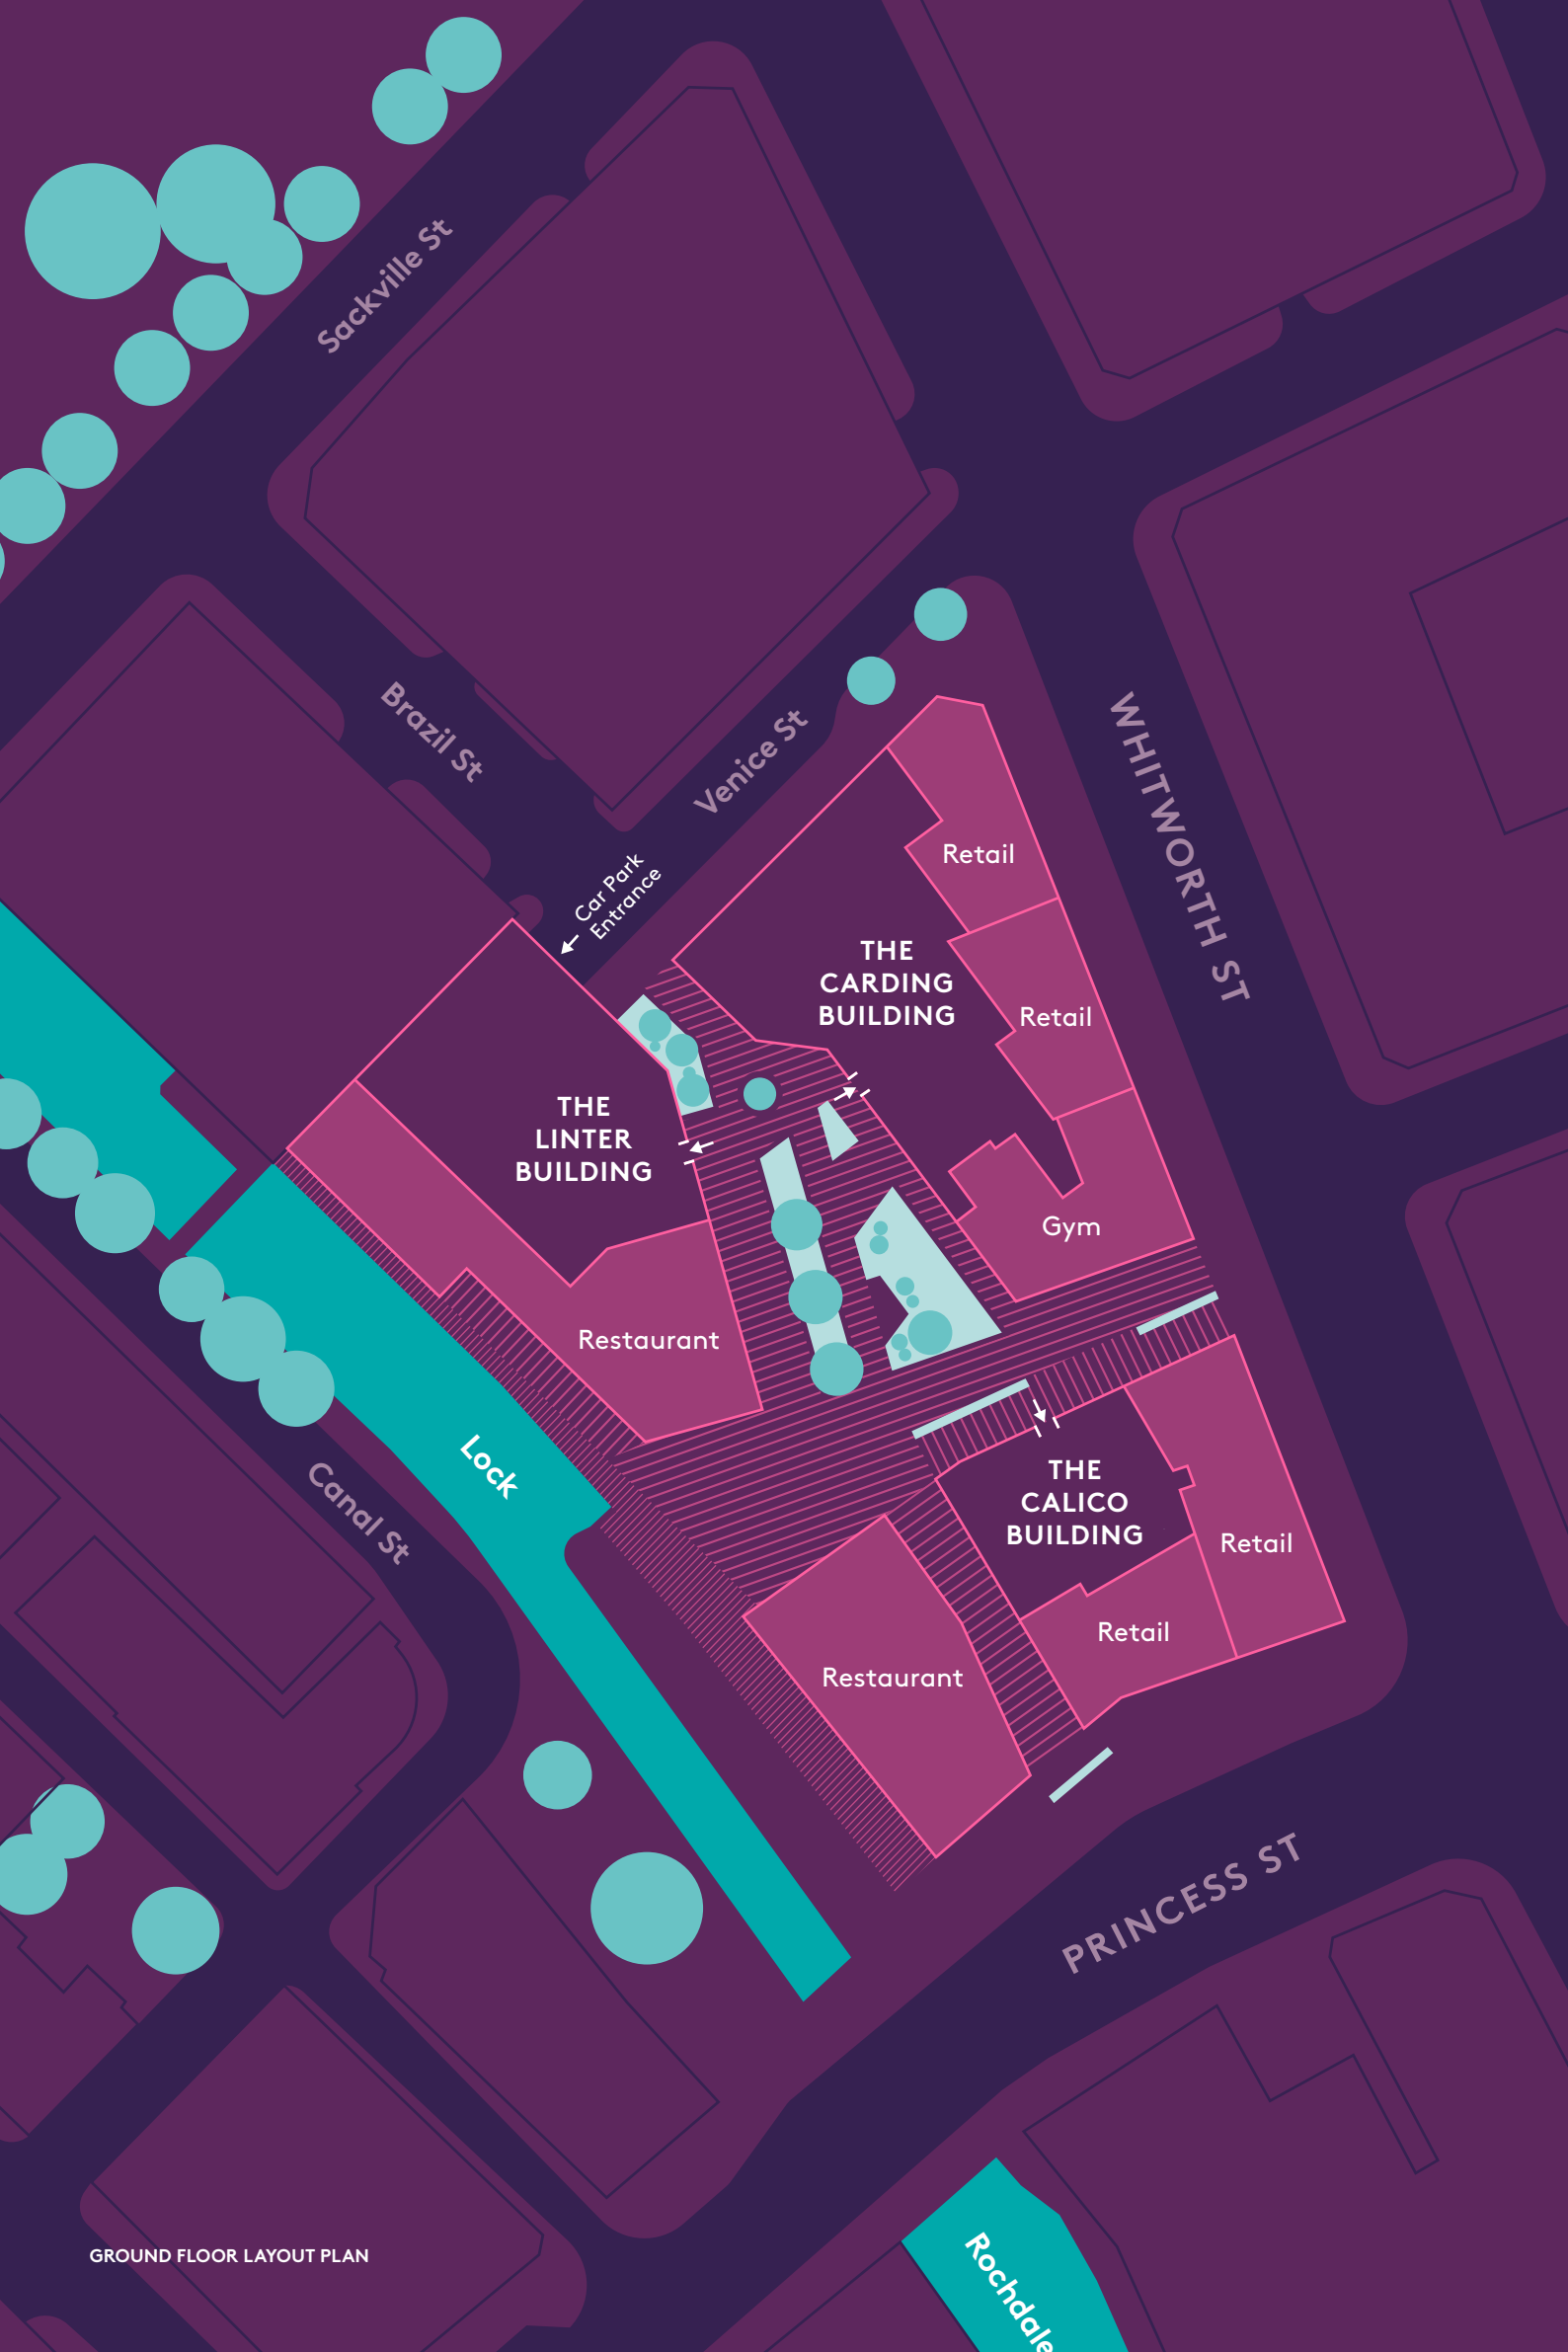 Sackville St
Brazil St
Venice St
WHITWORTH ST
Car Park
Entrance
Retail
THE
CARDING
BUILDING
Retail
THE
LINTER
BUILDING
Gym
Restaurant
Lock
Canal St
THE
CALICO
BUILDING
Retail
Retail
Restaurant
PRINCESS ST
GROUND FLOOR LAYOUT PLAN
Rochdale